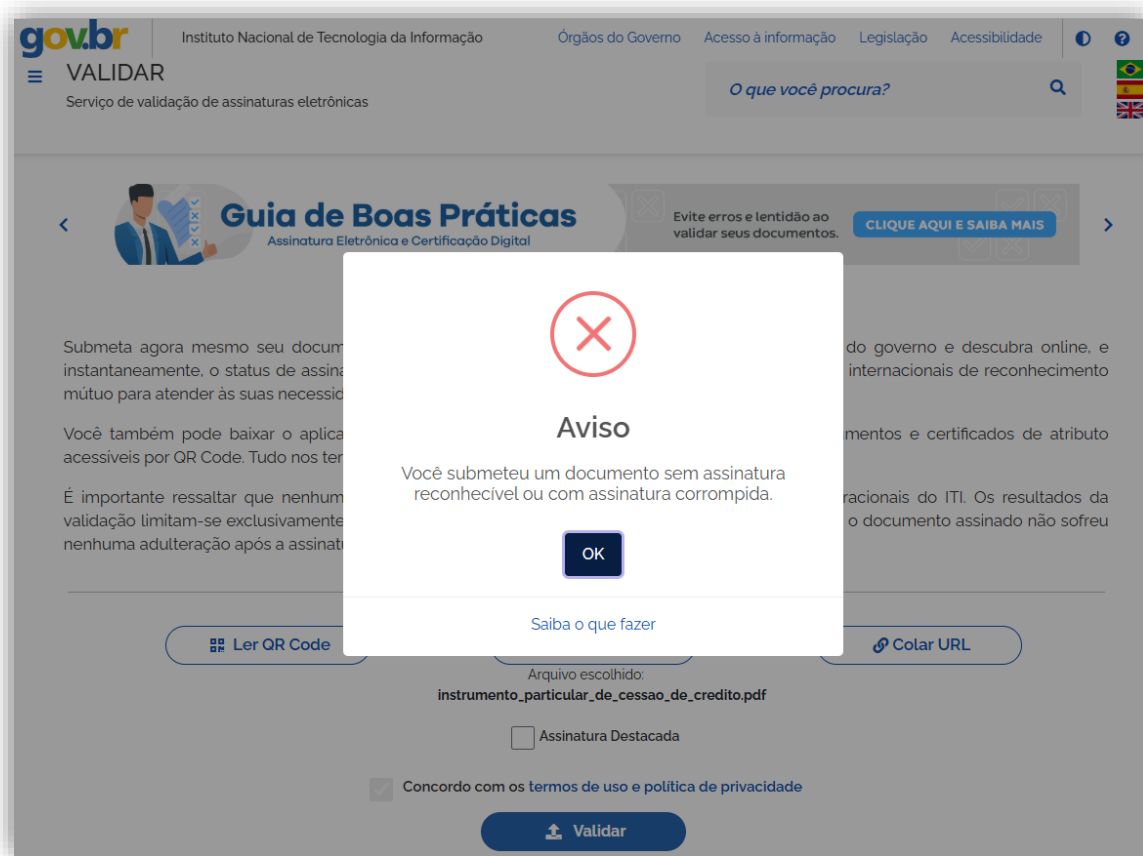 gov.br
Instituto Nacional de Tecnologia da Informação
Órgãos do Governo
Acesso à informação
Legislação
Acessibilidade
VALIDAR
Serviço de validação de assinaturas eletrônicas
O que você procura?
Guia de Boas Práticas
Assinatura Eletrônica e Certificação Digital
Evite erros e lentidão ao
validar seus documentos.
CLIQUE AQUI E SAIBA MAIS
Submeta agora mesmo seu docum
do governo e descubra online, e
instantaneamente, o status de assina
internacionais de reconhecimento
mútuo para atender às suas necessid
Você também pode baixar o aplica
umentos e certificados de atributo
acessíveis por QR Code. Tudo nos ter
É importante ressaltar que nenhum
racionais do ITI. Os resultados da
validação limitam-se exclusivamente
o documento assinado não sofreu
nenhuma adulteração após a assinatu
Aviso
Você submeteu um documento sem assinatura
reconhecível ou com assinatura corrompida.
OK
Saiba o que fazer
Ler QR Code
Colar URL
Arquivo escolhido:
instrumento_particular_de_cessao_de_credito.pdf
Assinatura Destacada
Concordo com os termos de uso e política de privacidade
Validar